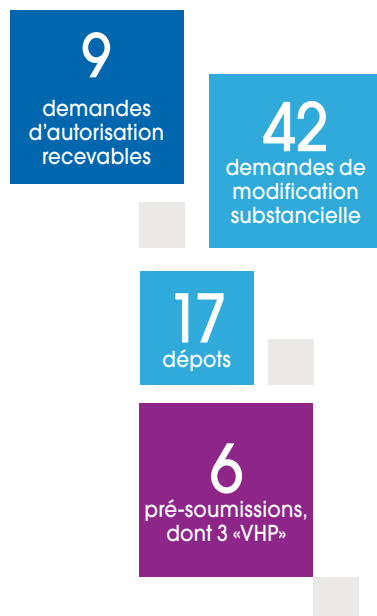 9
demandes
d'autorisation
recevables
42
demandes de
modification
substancielle
17
dépots
6
pré-soumissions,
dont 3 «VHP»